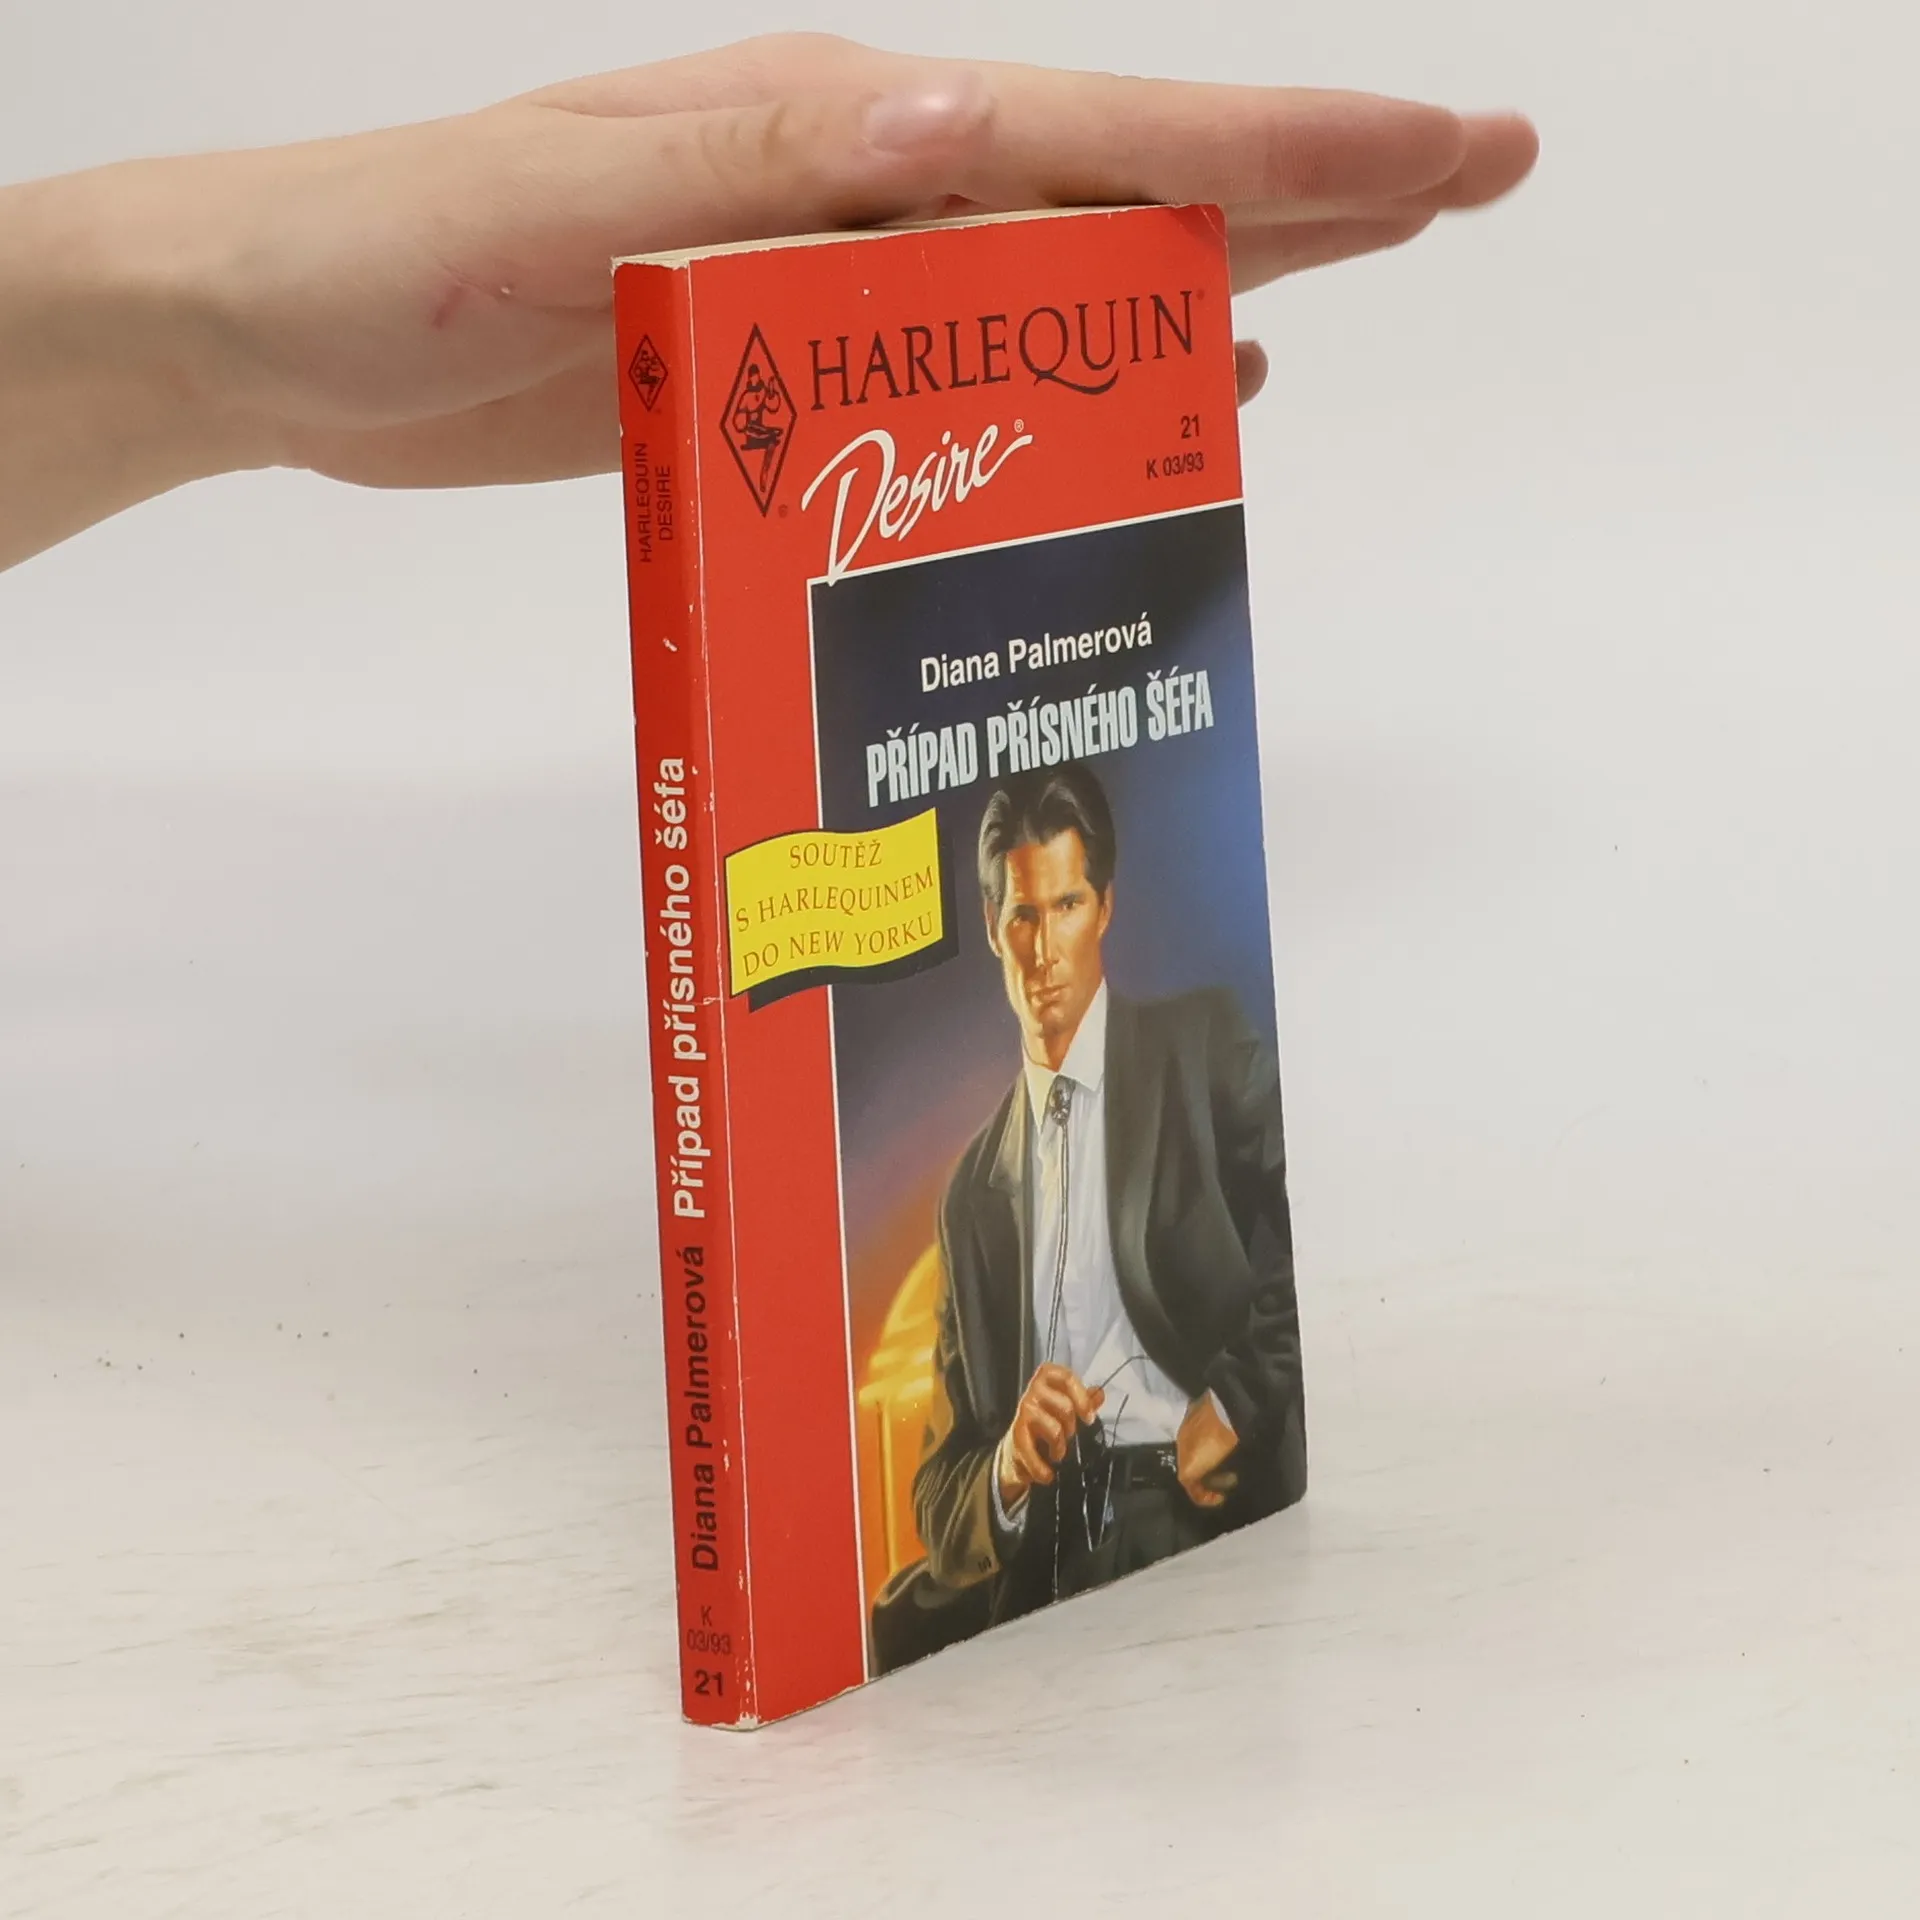 HARLEQUIN
Desire
21
K 03/93
Diana Palmerová
PŘÍPAD PŘÍSNÉHO ŠÉFA
SOUTĚŽ
S HARLEQUINEM
DO NEW YORKU
HARLEQUIN
DESIRE
Diana Palmerová Případ přísného šéfa
K
03/93
21